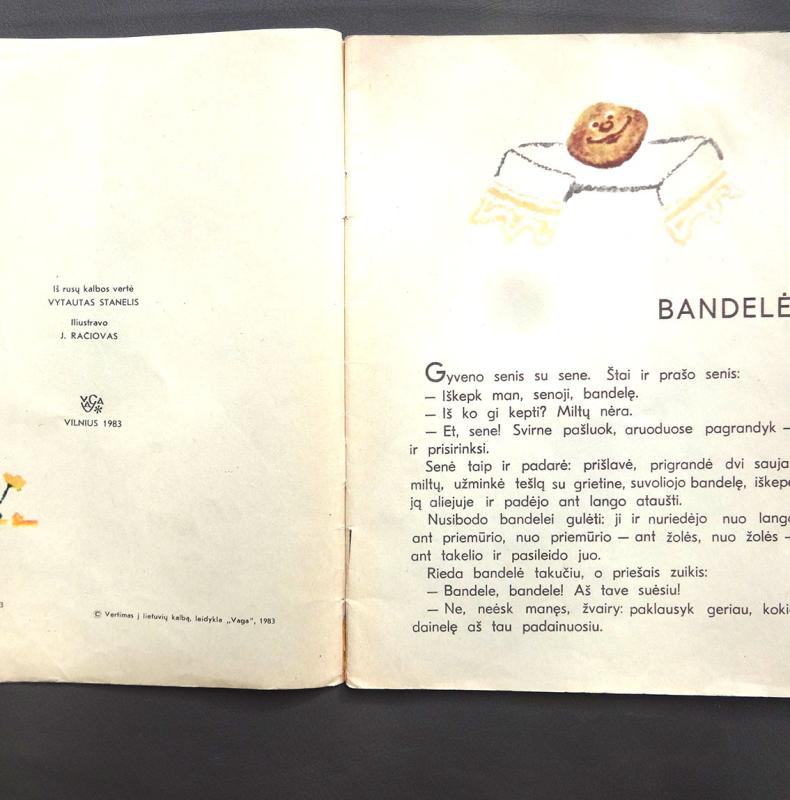 Iš rusų kalbos vertė
VYTAUTAS STANELIS
Iliustravo
J. RAČIOVAS
VAGA
VILNIUS 1983
3
© Vertimas į lietuvių kalbą, leidykla „Vaga", 1983
BANDELĖ
Gyveno senis su sene. Štai ir prašo senis:
— Iškepk man, senoji, bandelę.
— Iš ko gi kepti? Miltų nėra.
— Et, sene! Svirne pašluok, aruoduose pagrandyk —
ir prisirinksi.
Senė taip ir padarė: prišlavė, prigrandė dvi sauja
miltų, užminkė tešlą su grietine, suvoliojo bandelę, iškepė
ją aliejuje ir padėjo ant lango ataušti.
Nusibodo bandelei gulėti: ji ir nuriedėjo nuo lango
ant priemūrio, nuo priemūrio — ant žolės, nuo žolės —
ant takelio ir pasileido juo.
Rieda bandelė takučiu, o priešais zuikis:
— Bandele, bandele! Aš tave suėsiu!
— Ne, neėsk manęs, žvairy: paklausyk geriau, koki
dainelę aš tau padainuosiu.